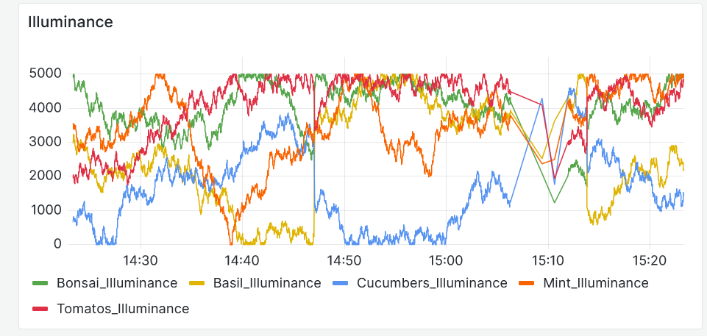 Illuminance
5000
4000
3000
2000
1000
0
14:30 14:40 14:50 15:00 15:10 15:20
Bonsai_Illuminance Basil_Illuminance Cucumbers_Illuminance Mint_Illuminance
Tomatos_Illuminance